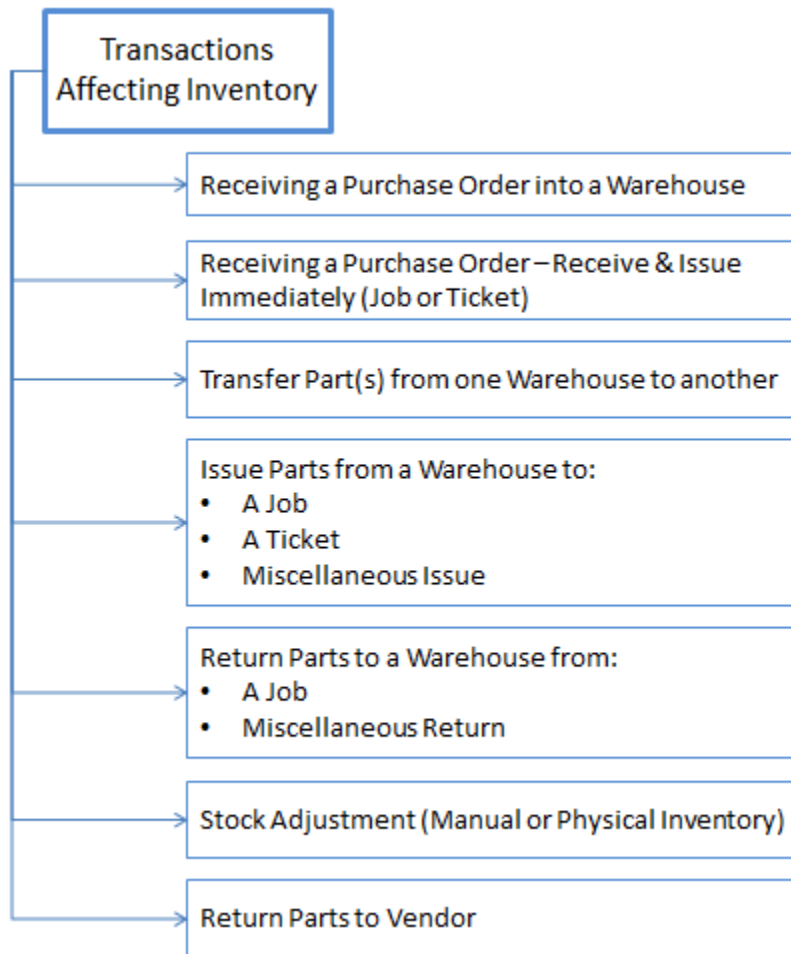 Transactions
Affecting Inventory
Receiving a Purchase Order into a Warehouse
Receiving a Purchase Order – Receive & Issue
Immediately (Job or Ticket)
Transfer Part(s) from one Warehouse to another
Issue Parts from a Warehouse to:
• A Job
• A Ticket
• Miscellaneous Issue
Return Parts to a Warehouse from:
• A Job
• Miscellaneous Return
Stock Adjustment (Manual or Physical Inventory)
Return Parts to Vendor